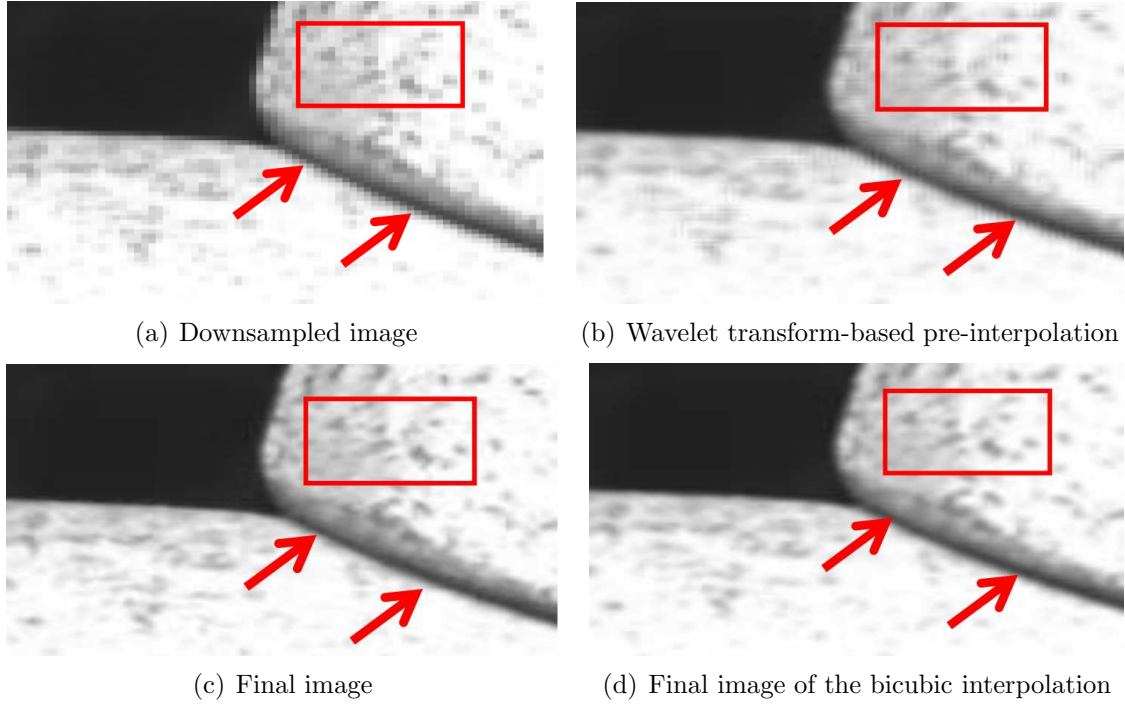 (a) Downsampled image
(b) Wavelet transform-based pre-interpolation
(c) Final image
(d) Final image of the bicubic interpolation